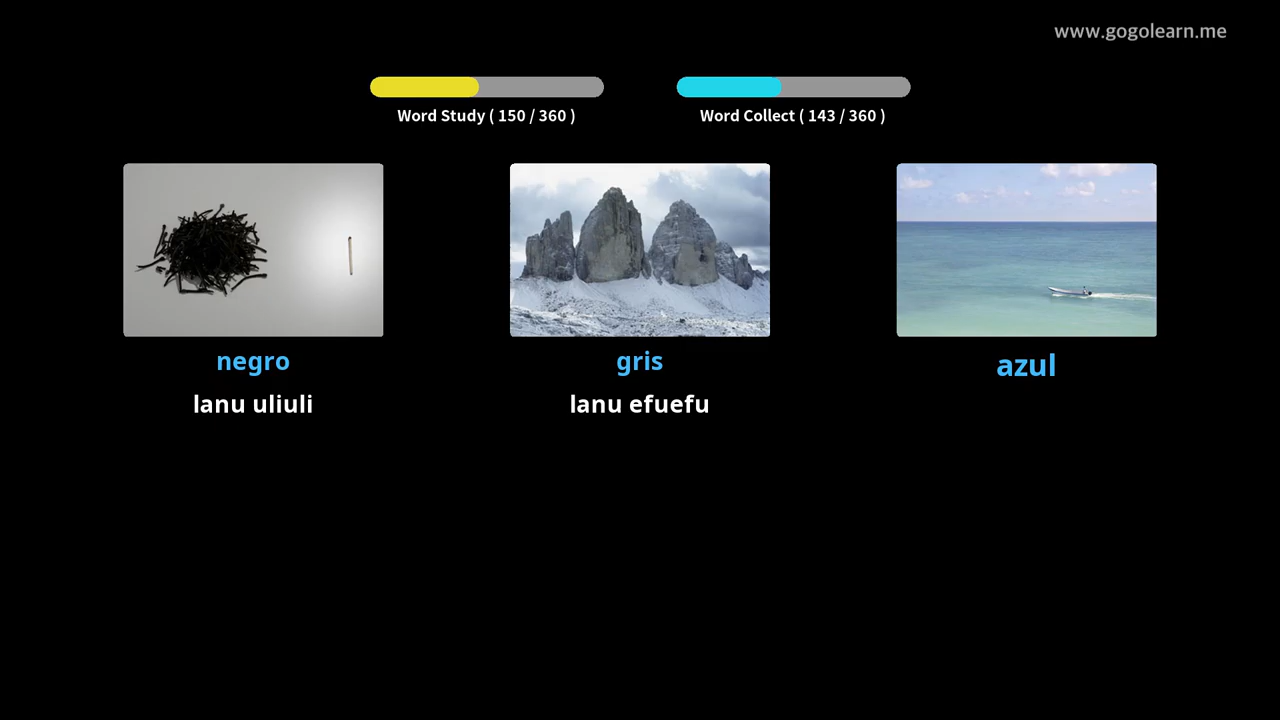 www.gogolearn.me
Word Study ( 150 / 360 )
Word Collect ( 143 / 360 )
negro
gris
azul
lanu uliuli
lanu efuefu